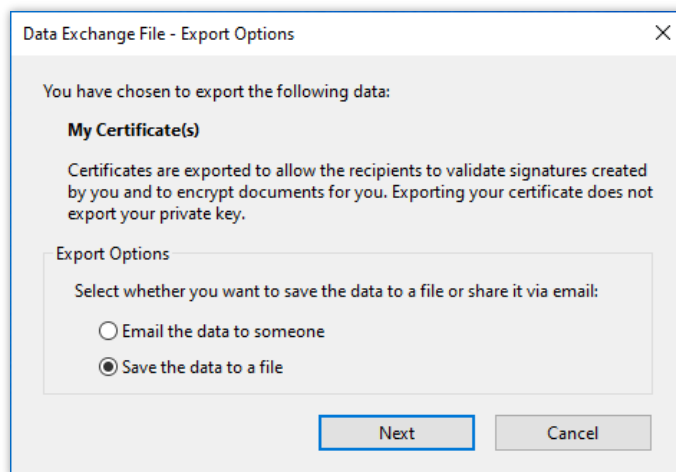 Data Exchange File - Export Options
You have chosen to export the following data:
My Certificate(s)
Certificates are exported to allow the recipients to validate signatures created
by you and to encrypt documents for you. Exporting your certificate does not
export your private key.
Export Options
Select whether you want to save the data to a file or share it via email:
Email the data to someone
Save the data to a file
Next Cancel